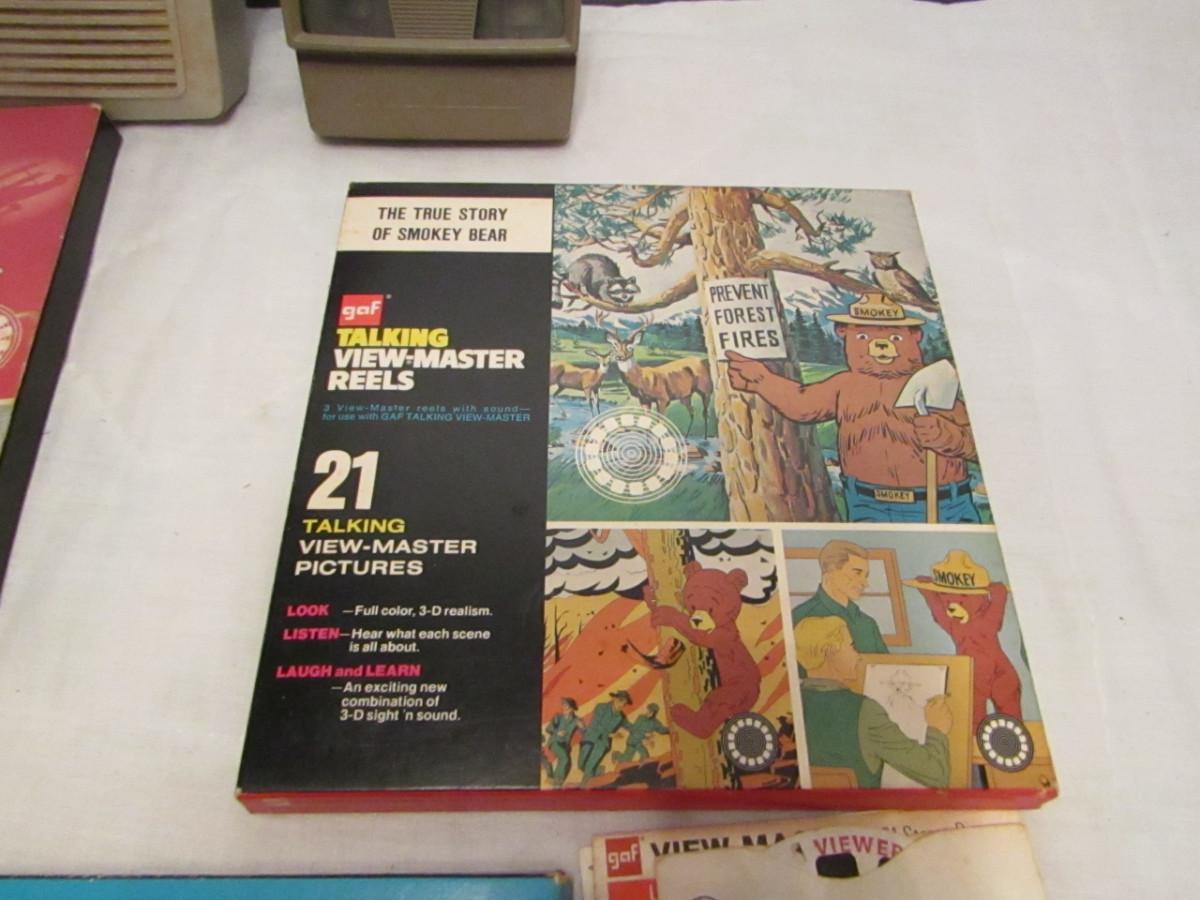 THE TRUE STORY
OF SMOKEY BEAR
gaf®
TALKING
VIEW-MASTER
REELS
3 View-Master reels with sound—
for use with GAF TALKING VIEW-MASTER
21
TALKING
VIEW-MASTER
PICTURES
LOOK —Full color, 3-D realism.
LISTEN—Hear what each scene
is all about.
LAUGH and LEARN
—An exciting new
combination of
3-D sight 'n sound.
PREVENT
FOREST
FIRES
SMOKEY
SMOKEY
SMOKEY
gaf
VIEWER